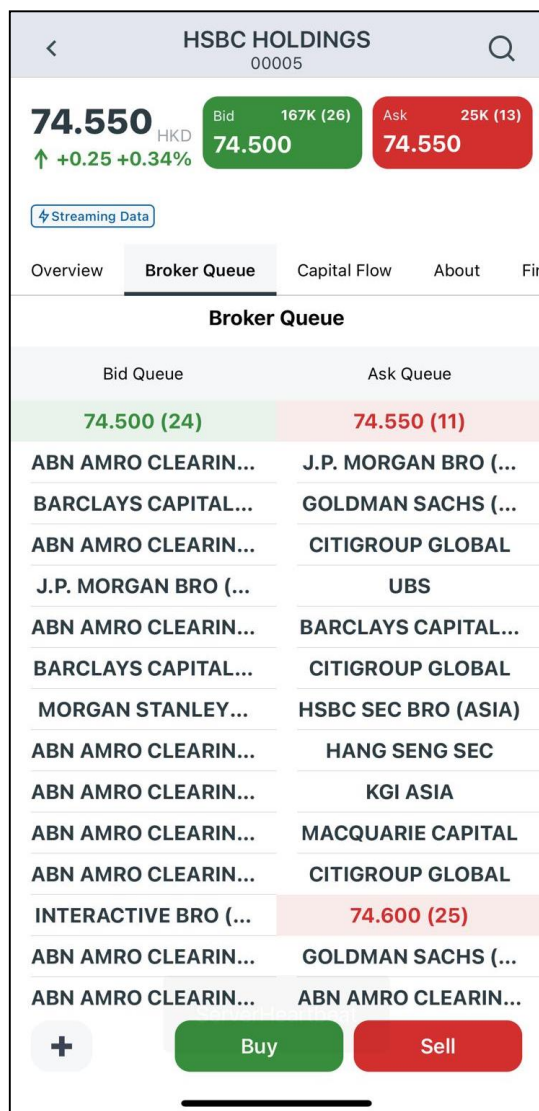 HSBC HOLDINGS
00005
74.550 HKD
↑ +0.25 +0.34%
Bid 167K (26)
74.500
Ask 25K (13)
74.550
Streaming Data
Overview Broker Queue Capital Flow About Fin
Broker Queue
Bid Queue Ask Queue
74.500 (24) 74.550 (11)
ABN AMRO CLEARIN... J.P. MORGAN BRO (...
BARCLAYS CAPITAL... GOLDMAN SACHS (...
ABN AMRO CLEARIN... CITIGROUP GLOBAL
J.P. MORGAN BRO (... UBS
ABN AMRO CLEARIN... BARCLAYS CAPITAL...
BARCLAYS CAPITAL... CITIGROUP GLOBAL
MORGAN STANLEY... HSBC SEC BRO (ASIA)
ABN AMRO CLEARIN... HANG SENG SEC
ABN AMRO CLEARIN... KGI ASIA
ABN AMRO CLEARIN... MACQUARIE CAPITAL
ABN AMRO CLEARIN... CITIGROUP GLOBAL
INTERACTIVE BRO (... 74.600 (25)
ABN AMRO CLEARIN... GOLDMAN SACHS (...
ABN AMRO CLEARIN... ABN AMRO CLEARIN...
ServerHeartbeat
+ Buy Sell